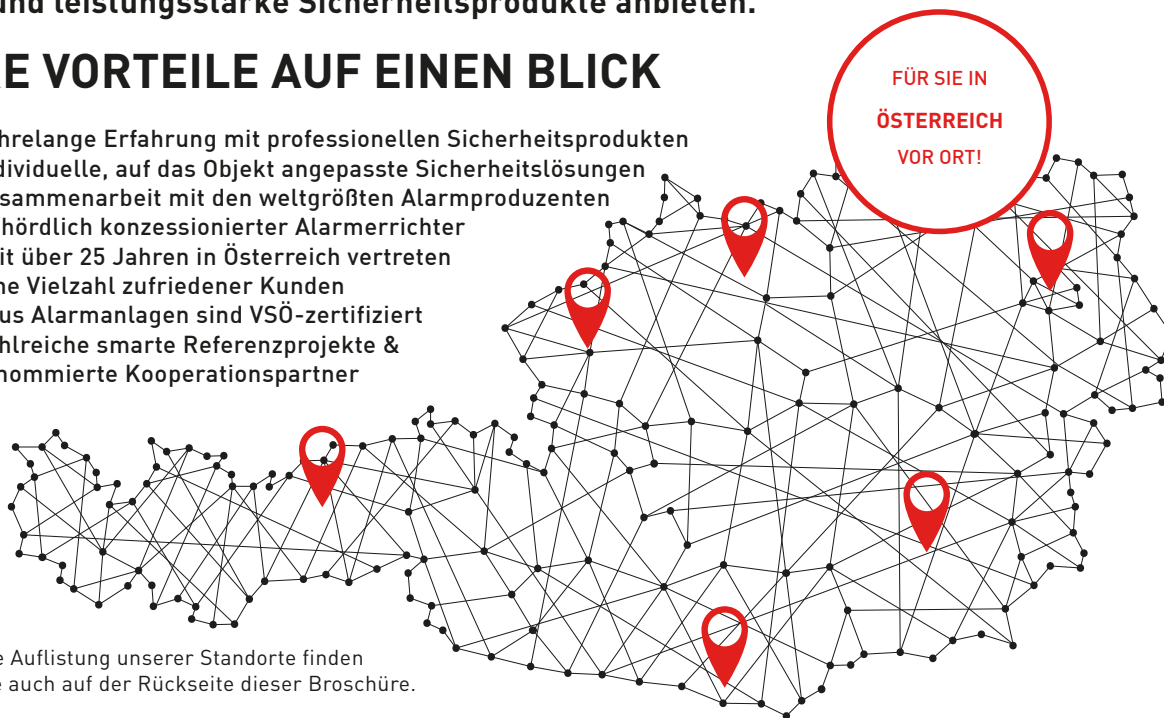 und leistungsstarke Sicherheitsprodukte anbieten.
E VORTEILE AUF EINEN BLICK
FÜR SIE IN
ÖSTERREICH
VOR ORT!
hrelange Erfahrung mit professionellen Sicherheitsprodukten
dividuelle, auf das Objekt angepasste Sicherheitslösungen
sammenarbeit mit den weltgrößten Alarmproduzenten
hördlich konzessionierter Alarmerrichter
it über 25 Jahren in Österreich vertreten
ne Vielzahl zufriedener Kunden
us Alarmanlagen sind VSÖ-zertifiziert
hlreiche smarte Referenzprojekte &
nommierte Kooperationspartner
e Auflistung unserer Standorte finden
e auch auf der Rückseite dieser Broschüre.